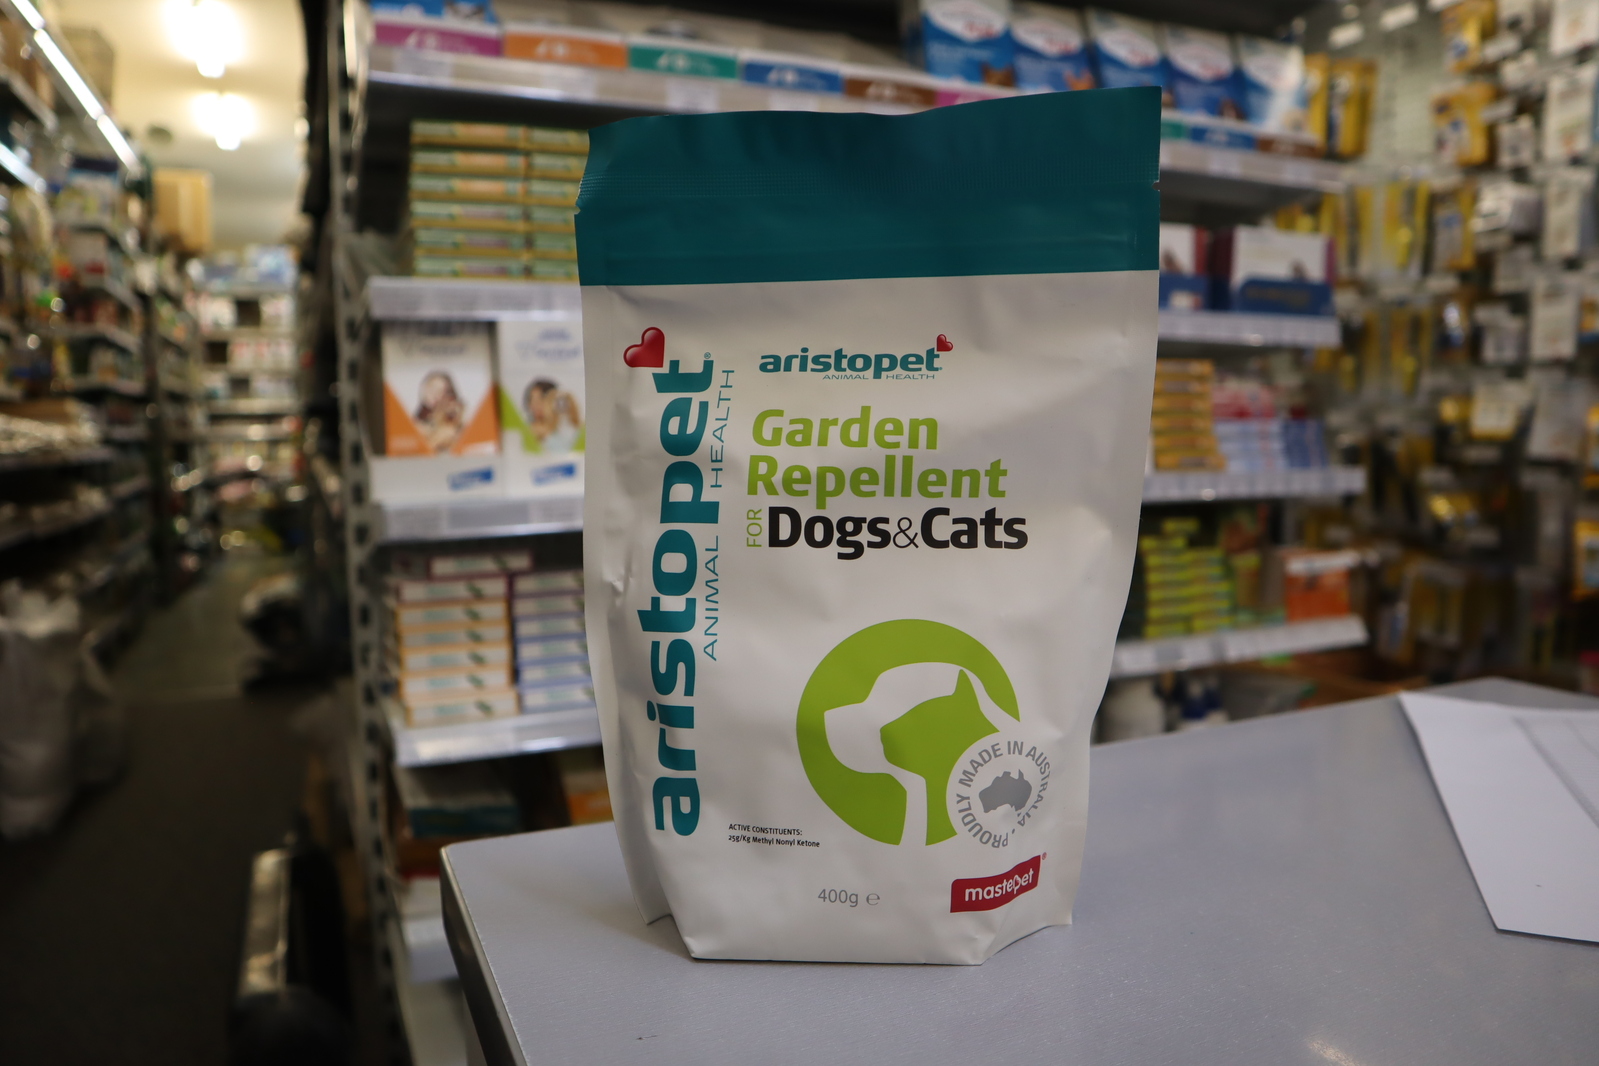 aristopet®
ANIMAL HEALTH
aristopet
ANIMAL HEALTH
Garden
Repellent
FOR Dogs&Cats
PROUDLY MADE IN AUSTRALIA •
ACTIVE CONSTITUENTS:
25g/Kg Methyl Nonyl Ketone
400g ℮
masterpet®